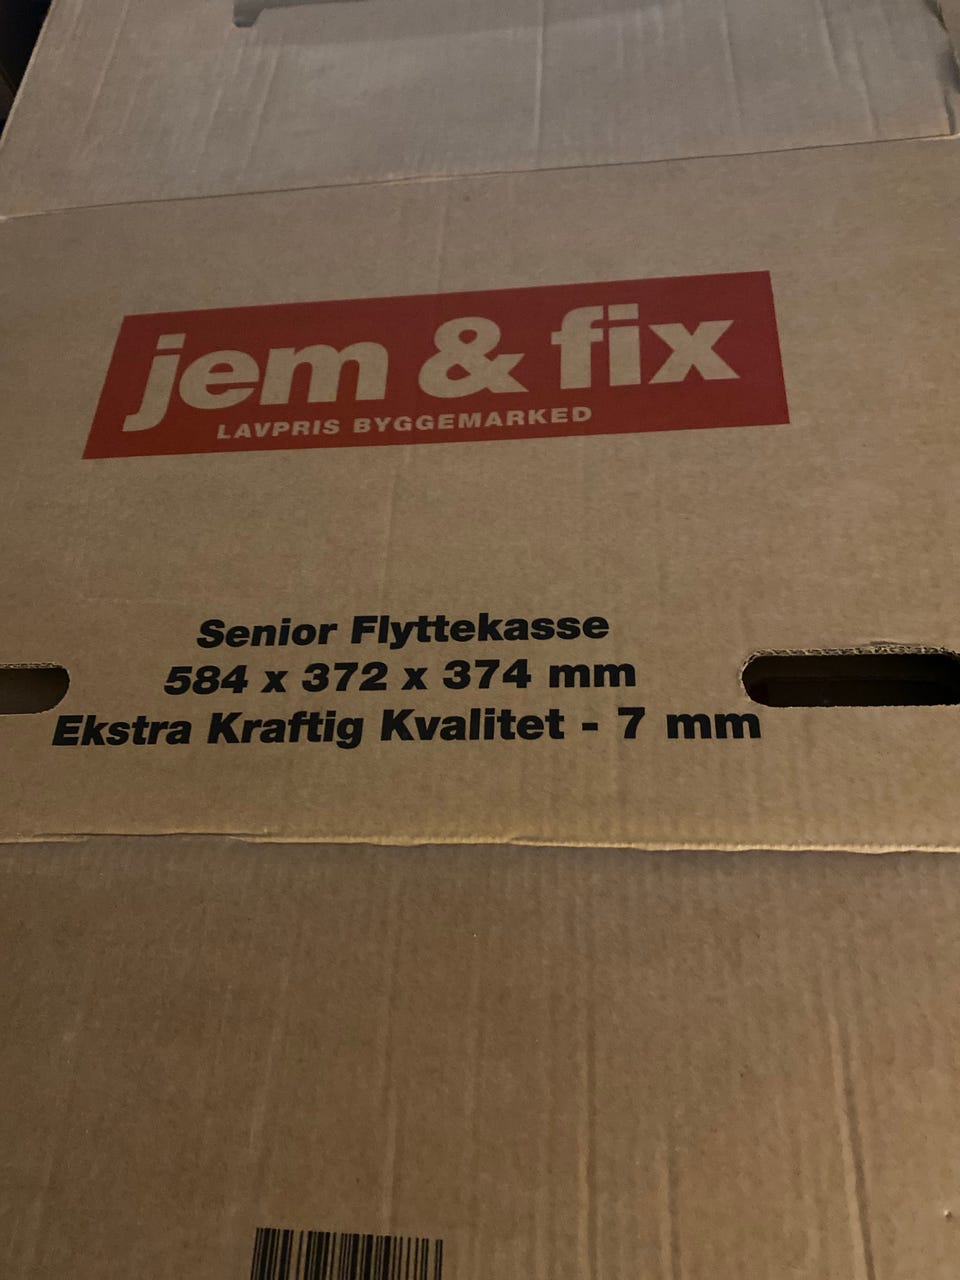 jem & fix
LAVPRIS BYGGEMARKED
Senior Flyttekasse
584 x 372 x 374 mm
Ekstra Kraftig Kvalitet - 7 mm